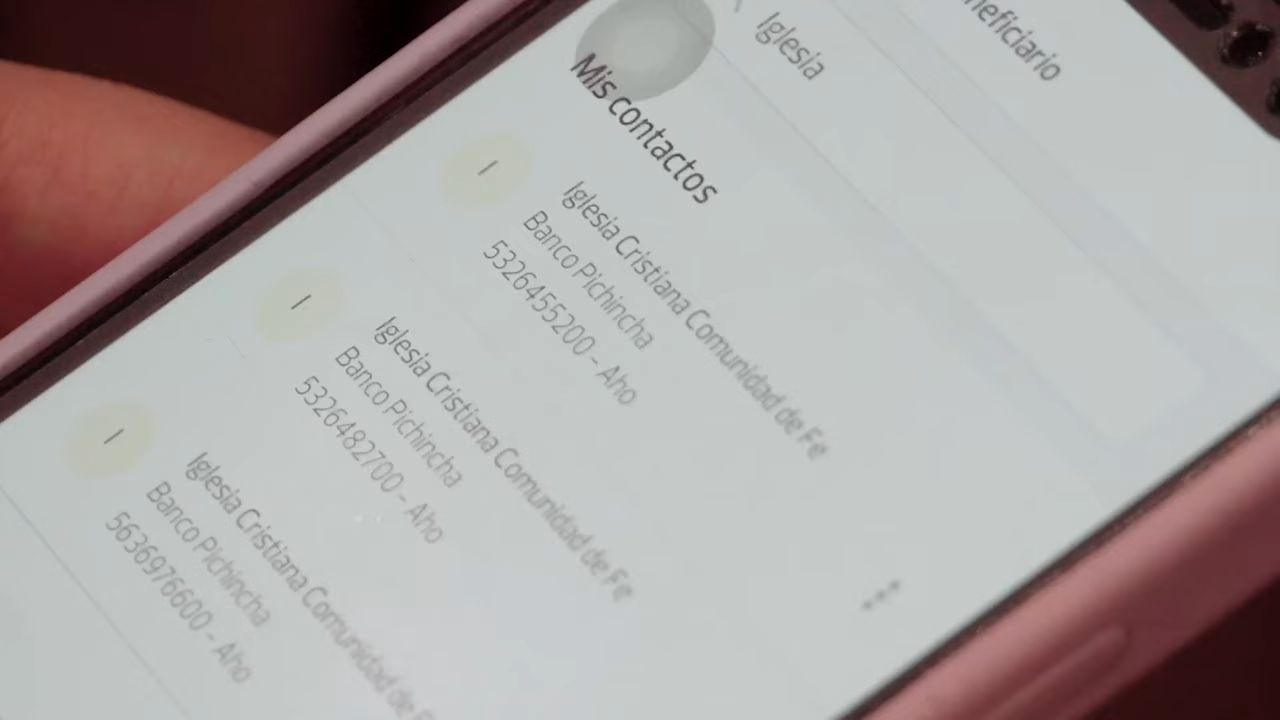 neficiario
Iglesia
Mis contactos
I
Iglesia Cristiana Comunidad de Fe
Banco Pichincha
5326455200 - Aho
I
Iglesia Cristiana Comunidad de Fe
Banco Pichincha
5326482700 - Aho
I
Iglesia Cristiana Comunidad de F
Banco Pichincha
5636976600 - Aho